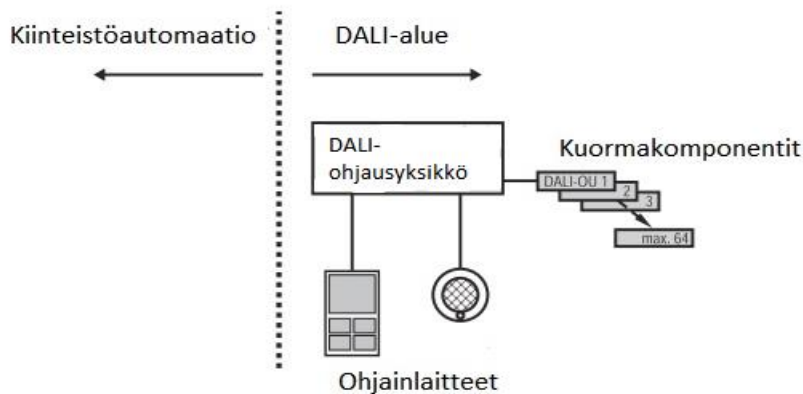 Kiinteistöautomaatio
DALI-alue
DALI-
ohjausyksikkö
Kuormakomponentit
DALI-OU 1
2
3
max. 64
Ohjainlaitteet